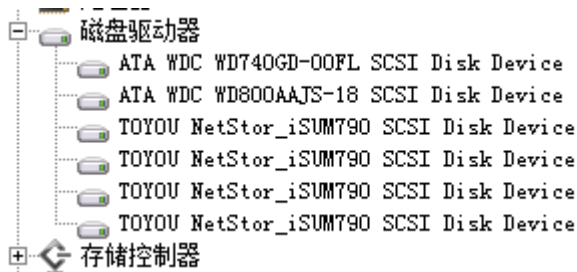 磁盘驱动器
ATA WDC WD740GD-00FL SCSI Disk Device
ATA WDC WD800AAJS-18 SCSI Disk Device
TOYOU NetStor_iSUM790 SCSI Disk Device
TOYOU NetStor_iSUM790 SCSI Disk Device
TOYOU NetStor_iSUM790 SCSI Disk Device
TOYOU NetStor_iSUM790 SCSI Disk Device
存储控制器